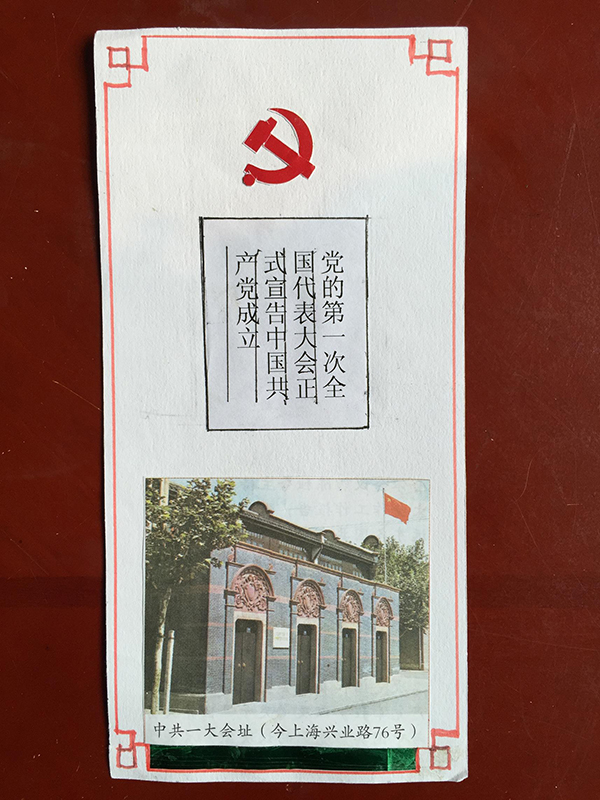 党的第一次全
国代表大会正
式宣告中国共
产党成立
中共一大会址（今上海兴业路76号）